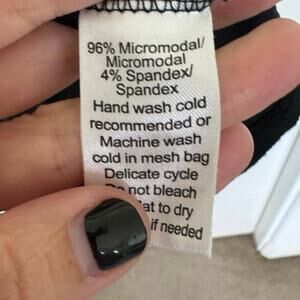 96% Micromodal/
Micromodal
4% Spandex/
Spandex
Hand wash cold
recommended or
Machine wash
cold in mesh bag
Delicate cycle
not bleach
to dry
if needed